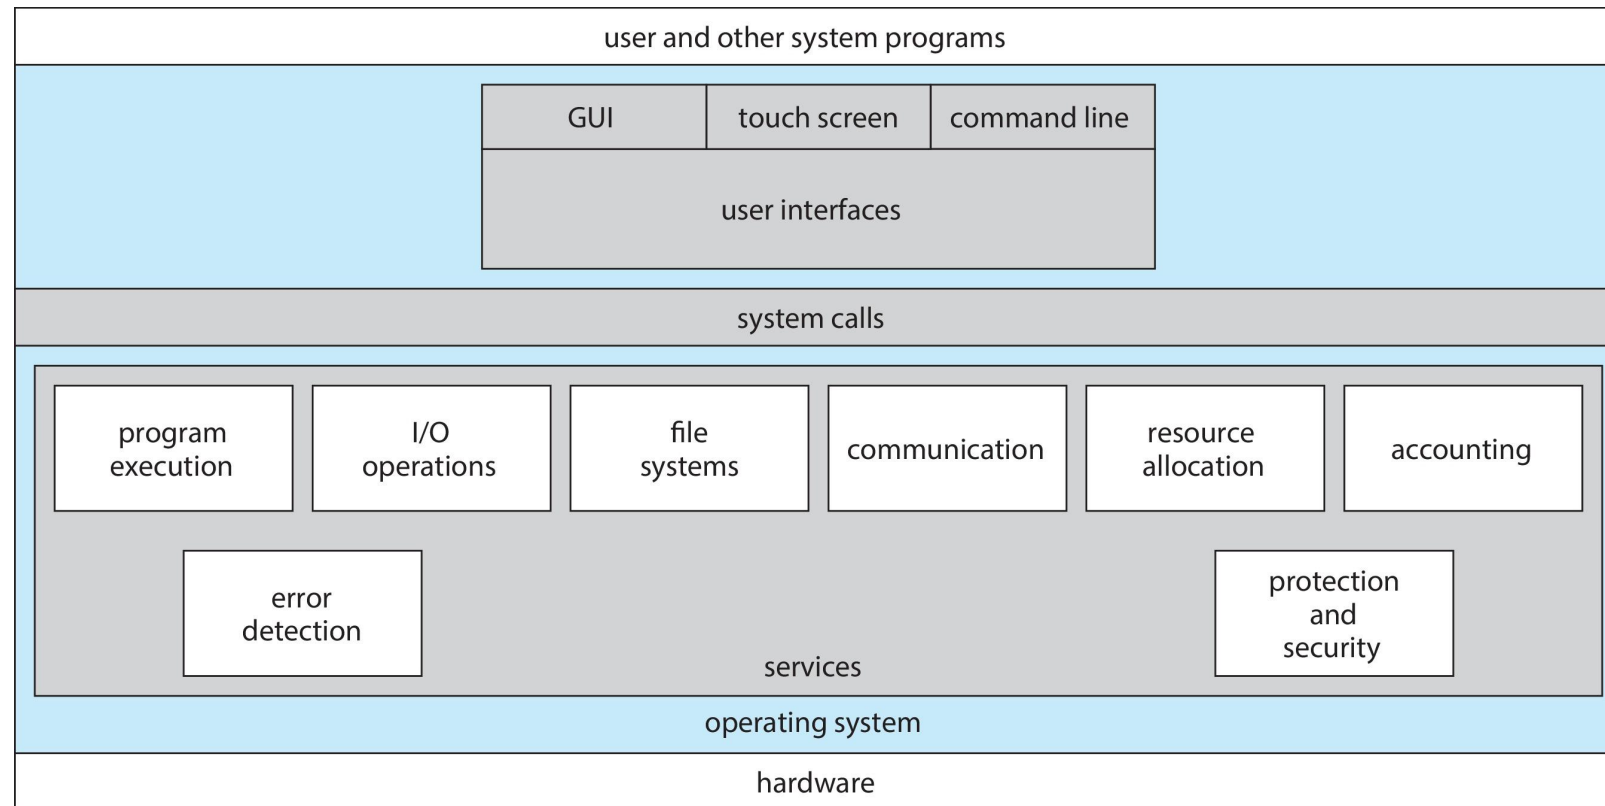 user and other system programs
GUI
touch screen
command line
user interfaces
system calls
program
execution
I/O
operations
file
systems
communication
resource
allocation
accounting
error
detection
protection
and
security
services
operating system
hardware